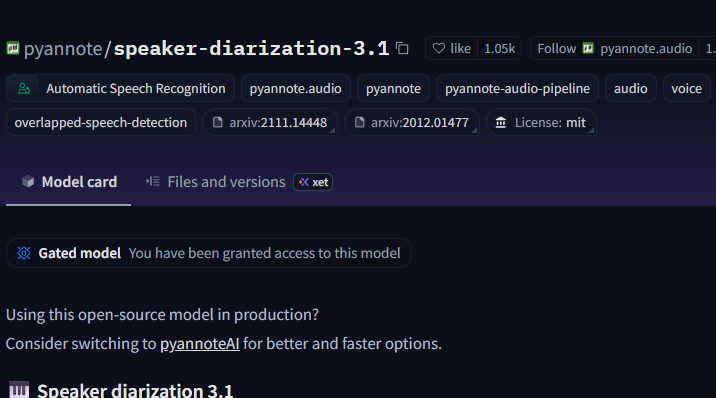 pyannote/speaker-diarization-3.1 like 1.05k Follow pyannote.audio 1.
Automatic Speech Recognition pyannote.audio pyannote pyannote-audio-pipeline audio voice
overlapped-speech-detection arxiv:2111.14448 arxiv:2012.01477 License: mit
Model card Files and versions xet
Gated model You have been granted access to this model
Using this open-source model in production?
Consider switching to pyannoteAI for better and faster options.
Speaker diarization 3.1